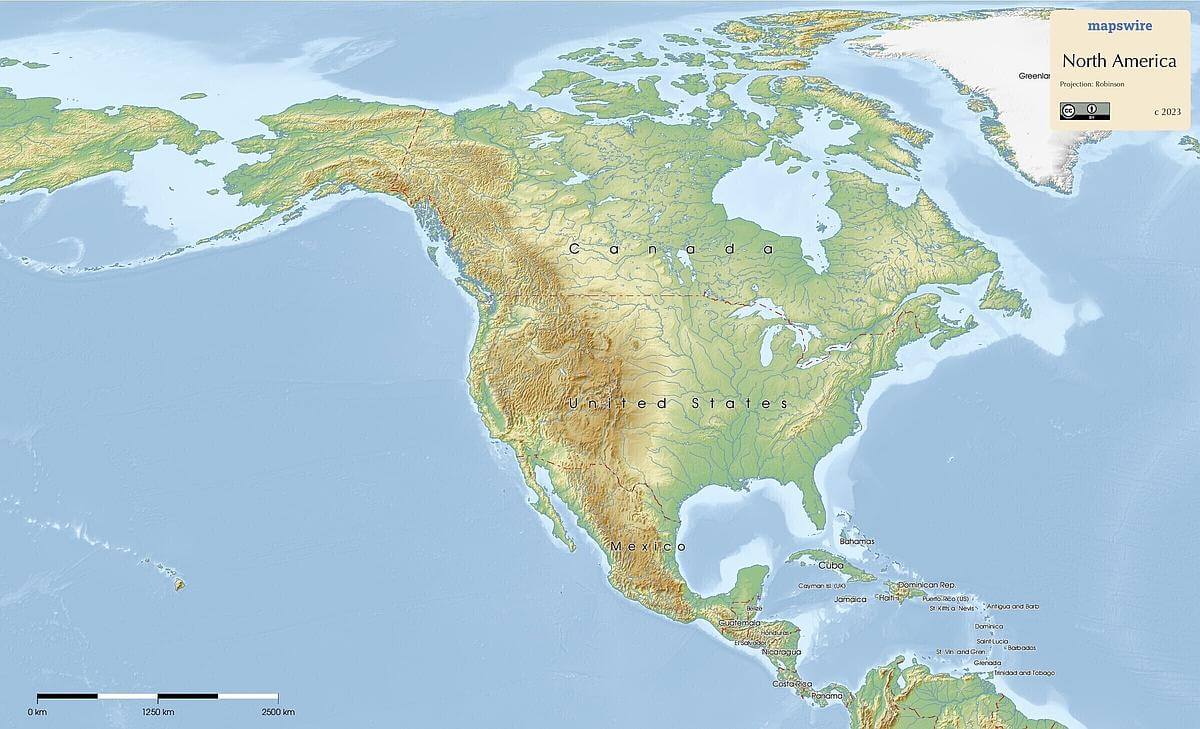 mapswire
North America
Projection: Robinson
cc
BY
c 2023
Canada
United States
Mexico
Bahamas
Cuba
Cayman Isl. (UK)
Dominican Rep.
Jamaica
Haiti
Puerto Rico (US)
St. Kitts a. Nevis
Antigua and Barb
Belize
Guatemala
Honduras
El Salvador
Nicaragua
Dominica
Saint Lucia
Barbados
St. Vin. and Gren.
Grenada
Trinidad and Tobago
Costa Rica
Panama
0 km
1250 km
2500 km